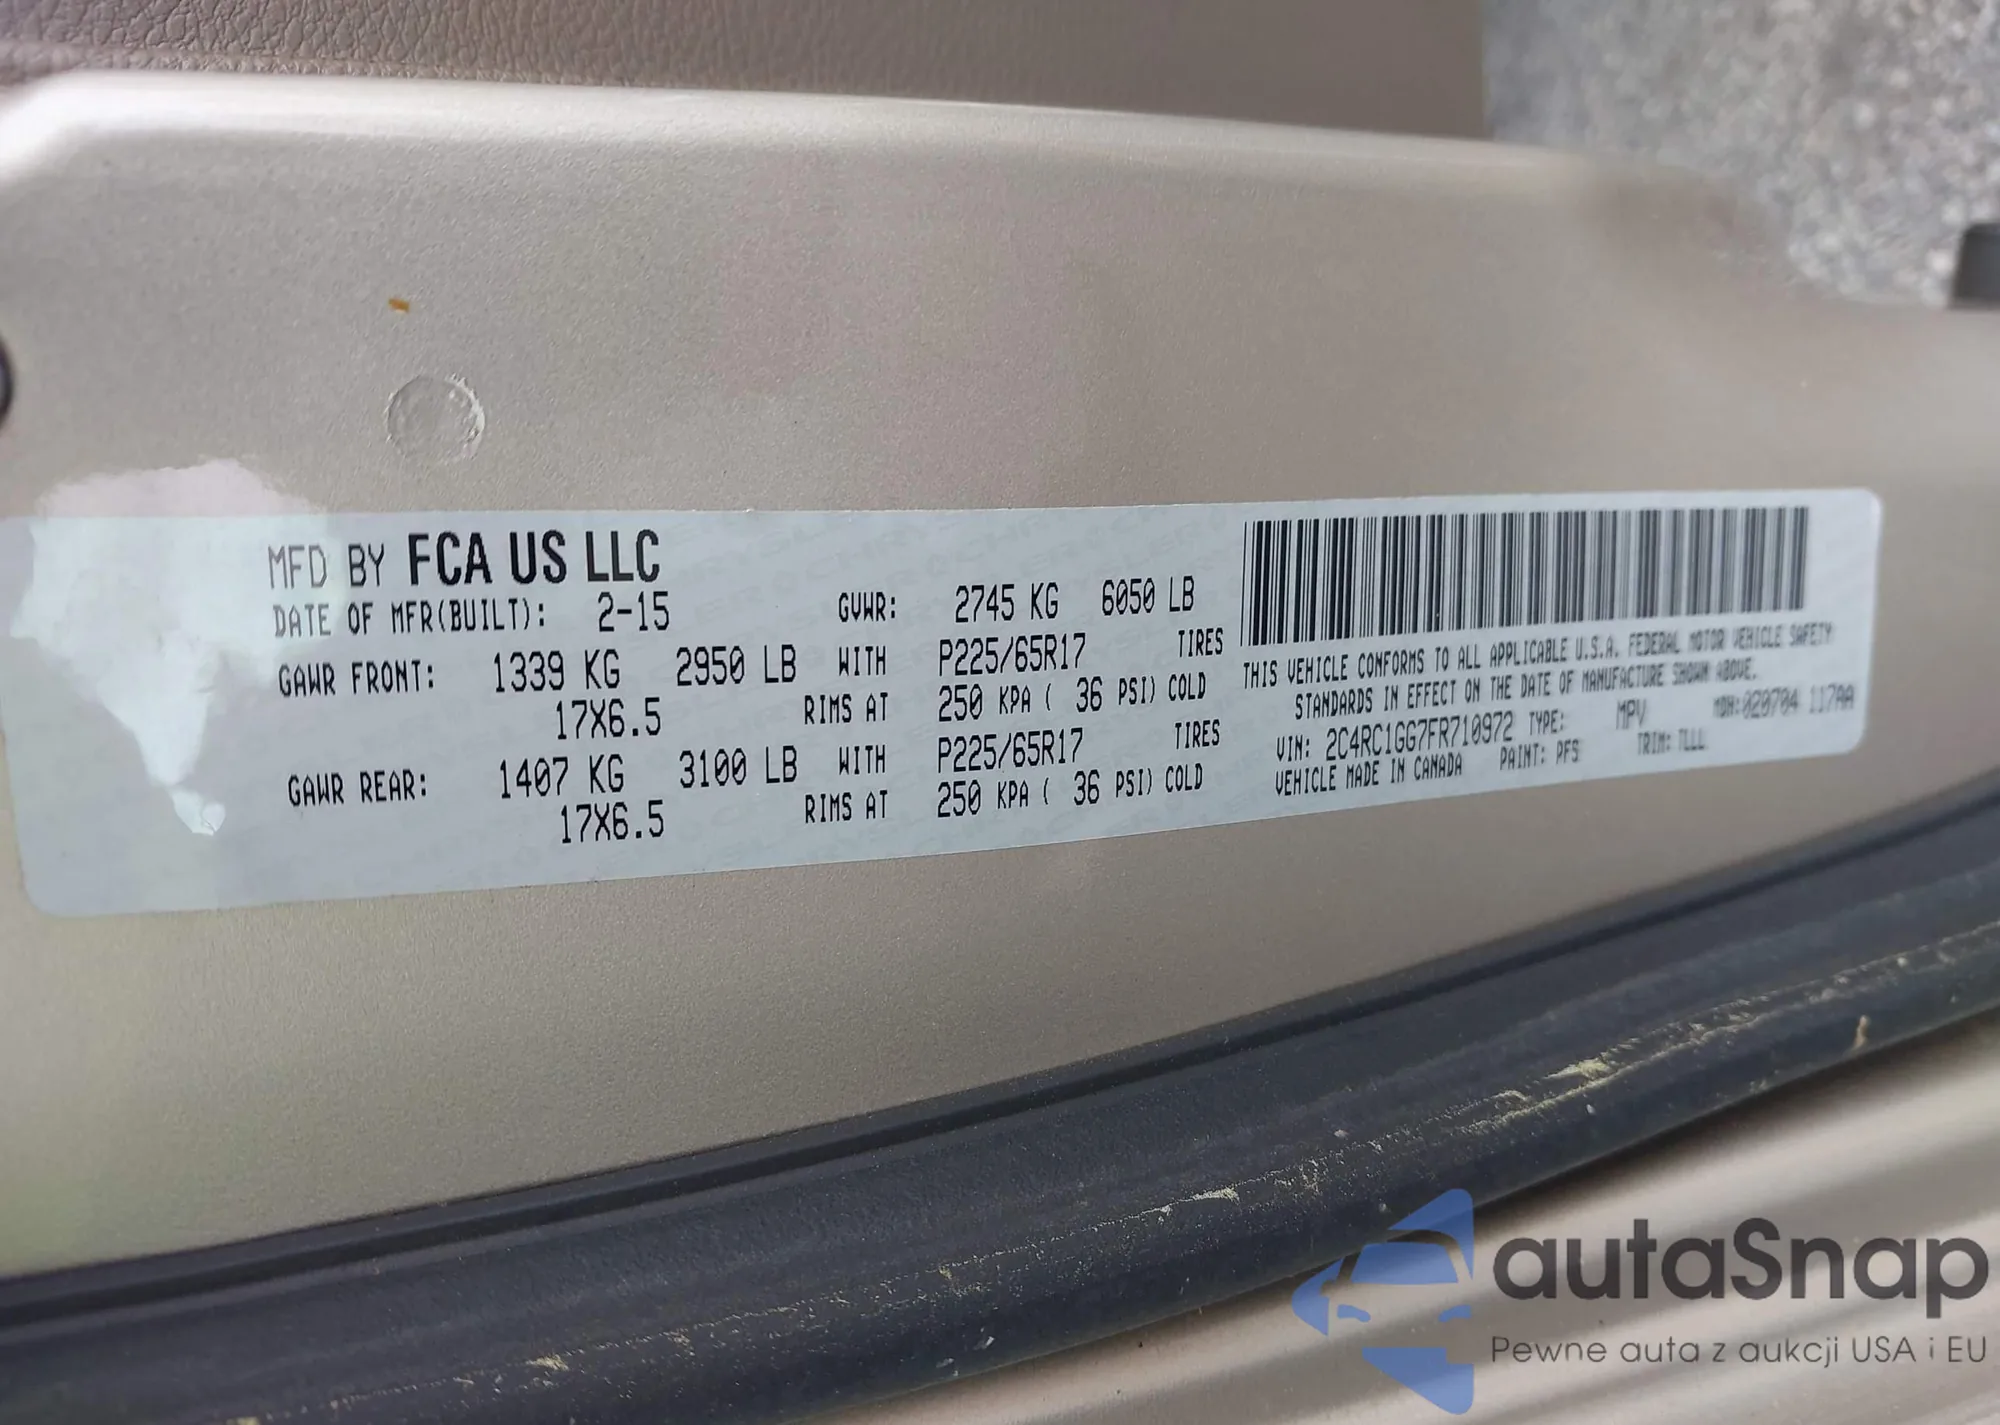 MFD BY FCA US LLC
DATE OF MFR(BUILT): 2-15 GVWR: 2745 KG 6050 LB
GAWR FRONT: 1339 KG 2950 LB WITH P225/65R17 TIRES
17X6.5 RIMS AT 250 KPA ( 36 PSI) COLD
GAWR REAR: 1407 KG 3100 LB WITH P225/65R17 TIRES
17X6.5 RIMS AT 250 KPA ( 36 PSI) COLD
THIS VEHICLE CONFORMS TO ALL APPLICABLE U.S.A. FEDERAL MOTOR VEHICLE SAFETY
STANDARDS IN EFFECT ON THE DATE OF MANUFACTURE SHOWN ABOVE.
VIN: 2C4RC1GG7FR710972 TYPE: MPV MDH:020704 117AA
VEHICLE MADE IN CANADA PAINT: PFS TRIM: TLLL
autaSnap
Pewne auta z aukcji USA i EU